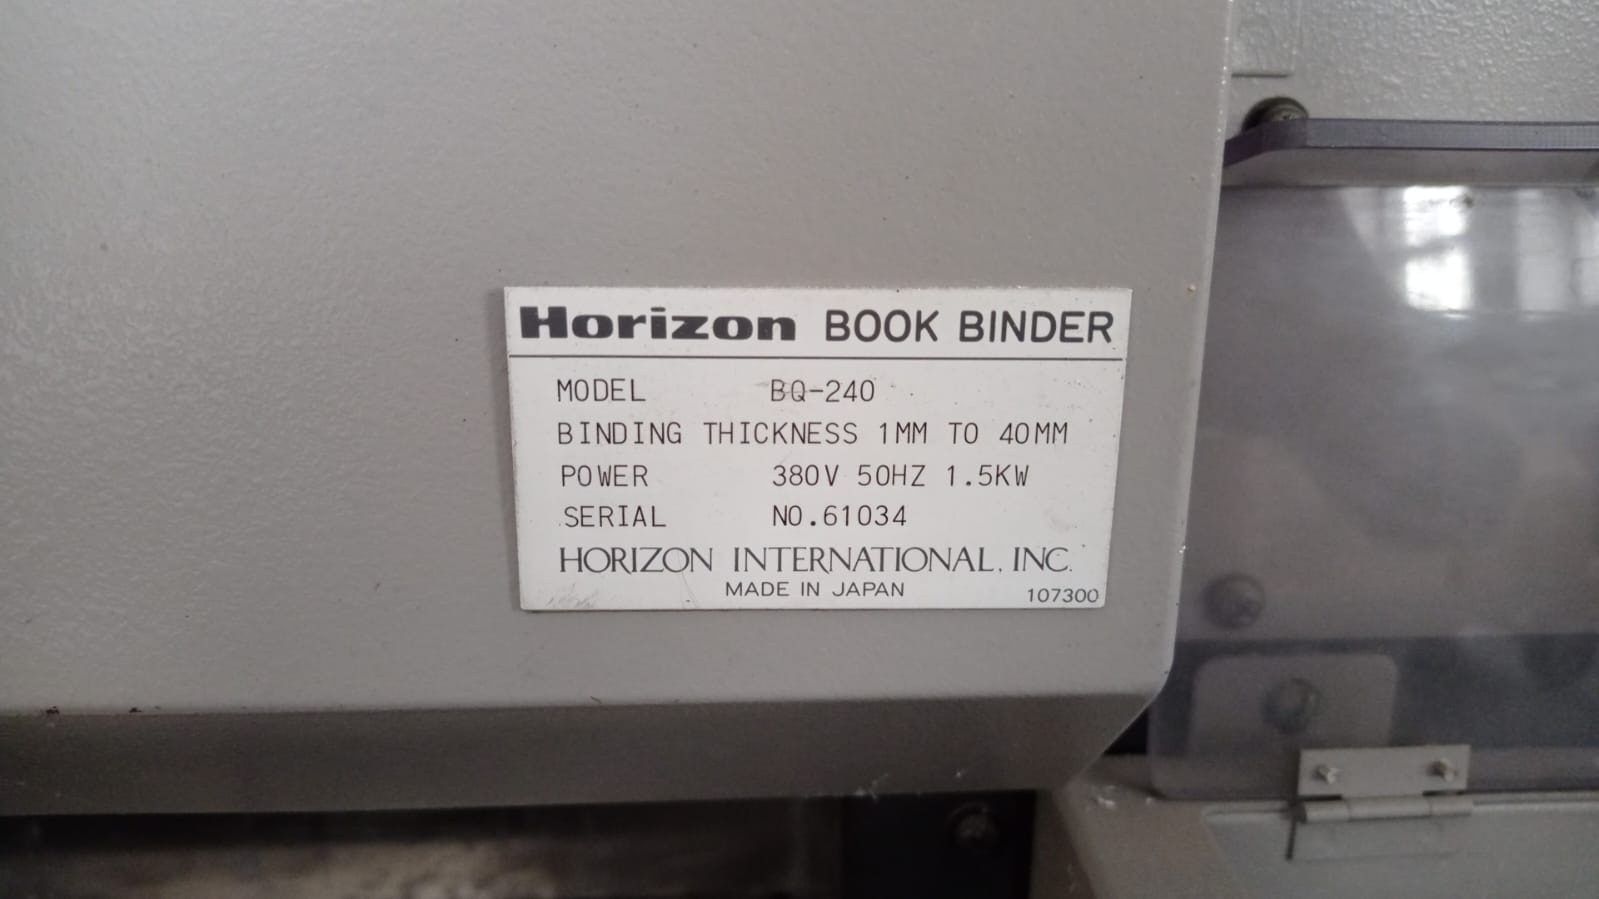 Horizon BOOK BINDER
MODEL BQ-240
BINDING THICKNESS 1MM TO 40MM
POWER 380V 50HZ 1.5KW
SERIAL NO.61034
HORIZON INTERNATIONAL, INC.
MADE IN JAPAN
107300